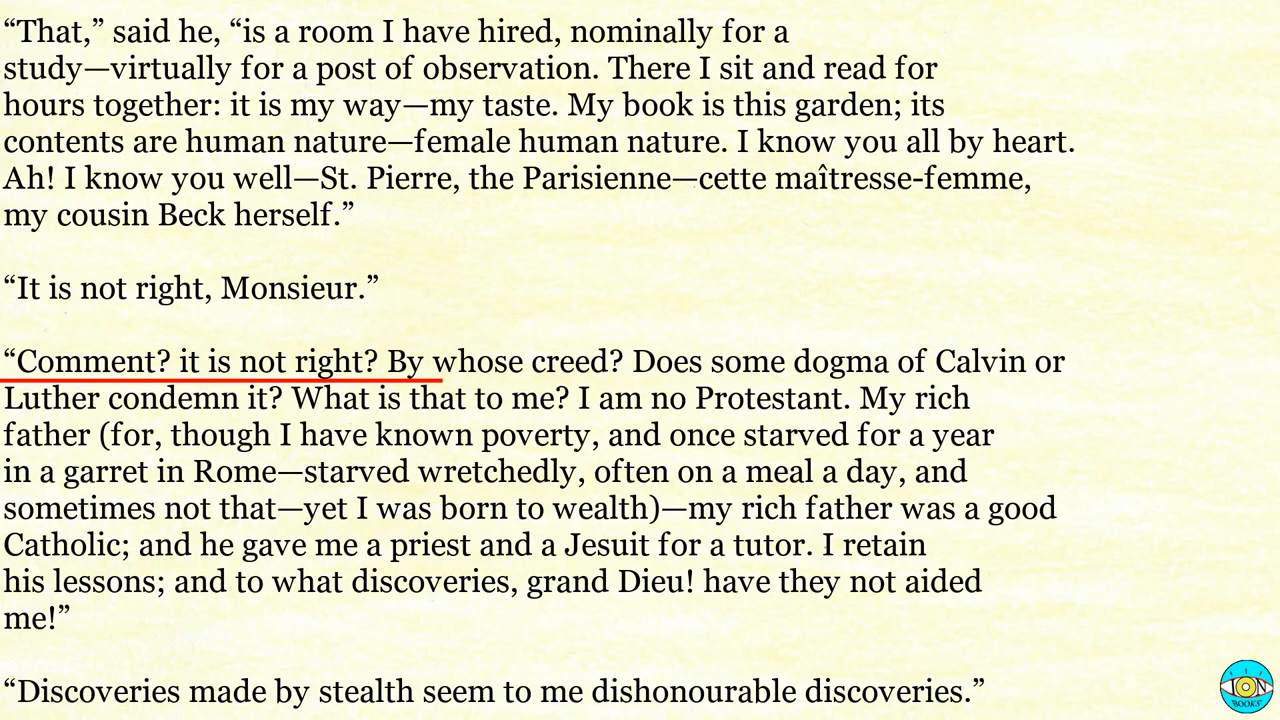 “That,” said he, “is a room I have hired, nominally for a
study—virtually for a post of observation. There I sit and read for
hours together: it is my way—my taste. My book is this garden; its
contents are human nature—female human nature. I know you all by heart.
Ah! I know you well—St. Pierre, the Parisienne—cette maîtresse-femme,
my cousin Beck herself.”
“It is not right, Monsieur.”
“Comment? it is not right? By whose creed? Does some dogma of Calvin or
Luther condemn it? What is that to me? I am no Protestant. My rich
father (for, though I have known poverty, and once starved for a year
in a garret in Rome—starved wretchedly, often on a meal a day, and
sometimes not that—yet I was born to wealth)—my rich father was a good
Catholic; and he gave me a priest and a Jesuit for a tutor. I retain
his lessons; and to what discoveries, grand Dieu! have they not aided
me!”
“Discoveries made by stealth seem to me dishonourable discoveries.”
ION
BOOKS